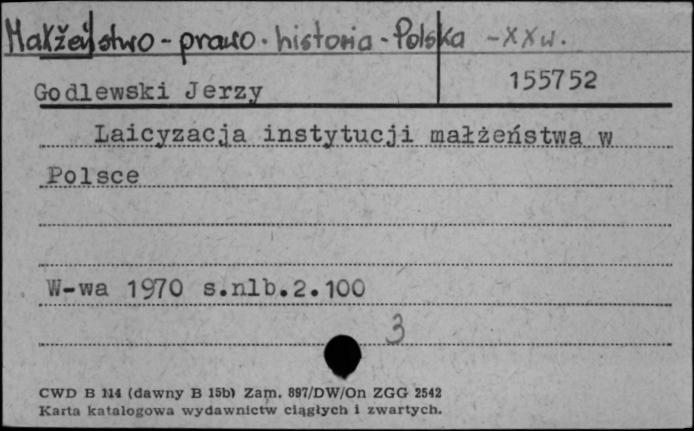 Małżeństwo - prawo - historia - Polska - XX w.
Godlewski Jerzy
155752
Laicyzacja instytucji małżeństwa w
Polsce
W-wa 1970 s.nlb.2.100
3
CWD B 114 (dawny B 15b) Zam. 897/DW/On ZGG 2542
Karta katalogowa wydawnictw ciągłych i zwartych.